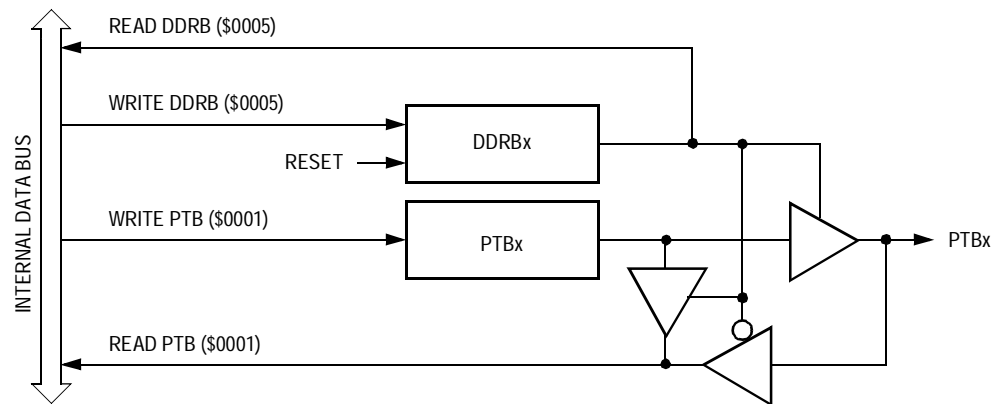 READ DDRB ($0005)
WRITE DDRB ($0005)
DDRBx
RESET
INTERNAL DATA BUS
WRITE PTB ($0001)
PTBx
PTBx
READ PTB ($0001)